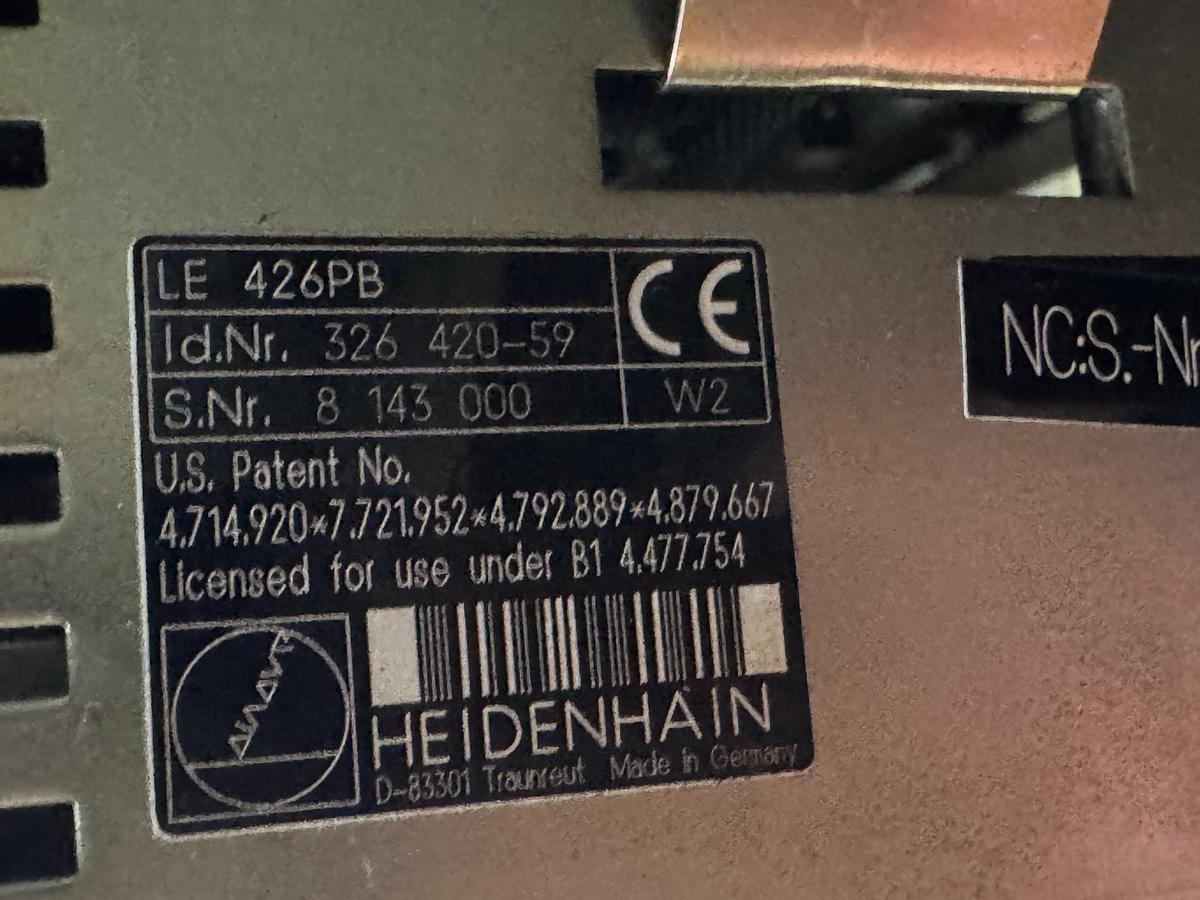 LE 426PB
CE
Id.Nr. 326 420-59
S.Nr. 8 143 000
W2
U.S. Patent No.
4.714.920*7.721.952*4.792.889*4.879.667
Licensed for use under B1 4.477.754
HEIDENHAIN
D-83301 Traunreut Made in Germany
NC:S.-Nr